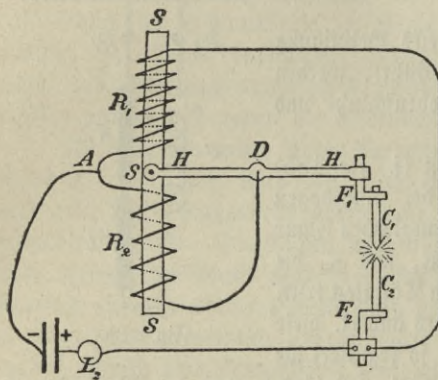 S
R₁
A
S
H
D
H
F₁
C₁
R₂
C₂
F₂
S
- +
L₂